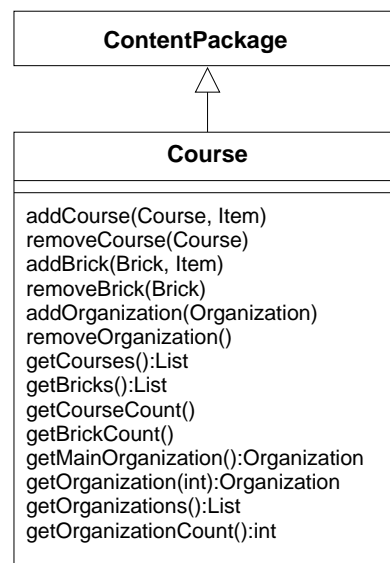 ContentPackage
Course
addCourse(Course, Item)
removeCourse(Course)
addBrick(Brick, Item)
removeBrick(Brick)
addOrganization(Organization)
removeOrganization()
getCourses():List
getBricks():List
getCourseCount()
getBrickCount()
getMainOrganization():Organization
getOrganization(int):Organization
getOrganizations():List
getOrganizationCount():int